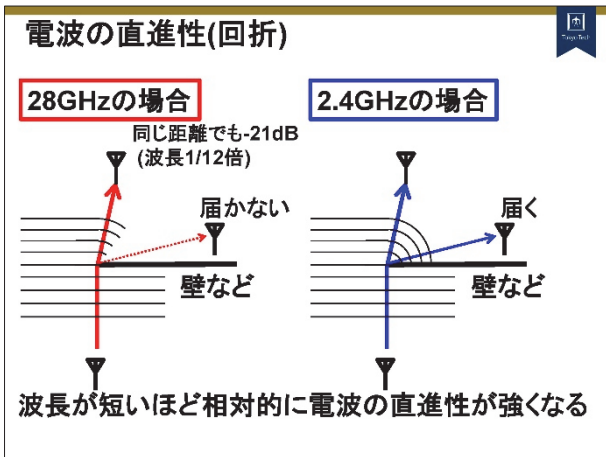 電波の直進性(回折)
TokyoTech
28GHzの場合
2.4GHzの場合
同じ距離でも-21dB
(波長1/12倍)
届かない
届く
壁など
壁など
波長が短いほど相対的に電波の直進性が強くなる